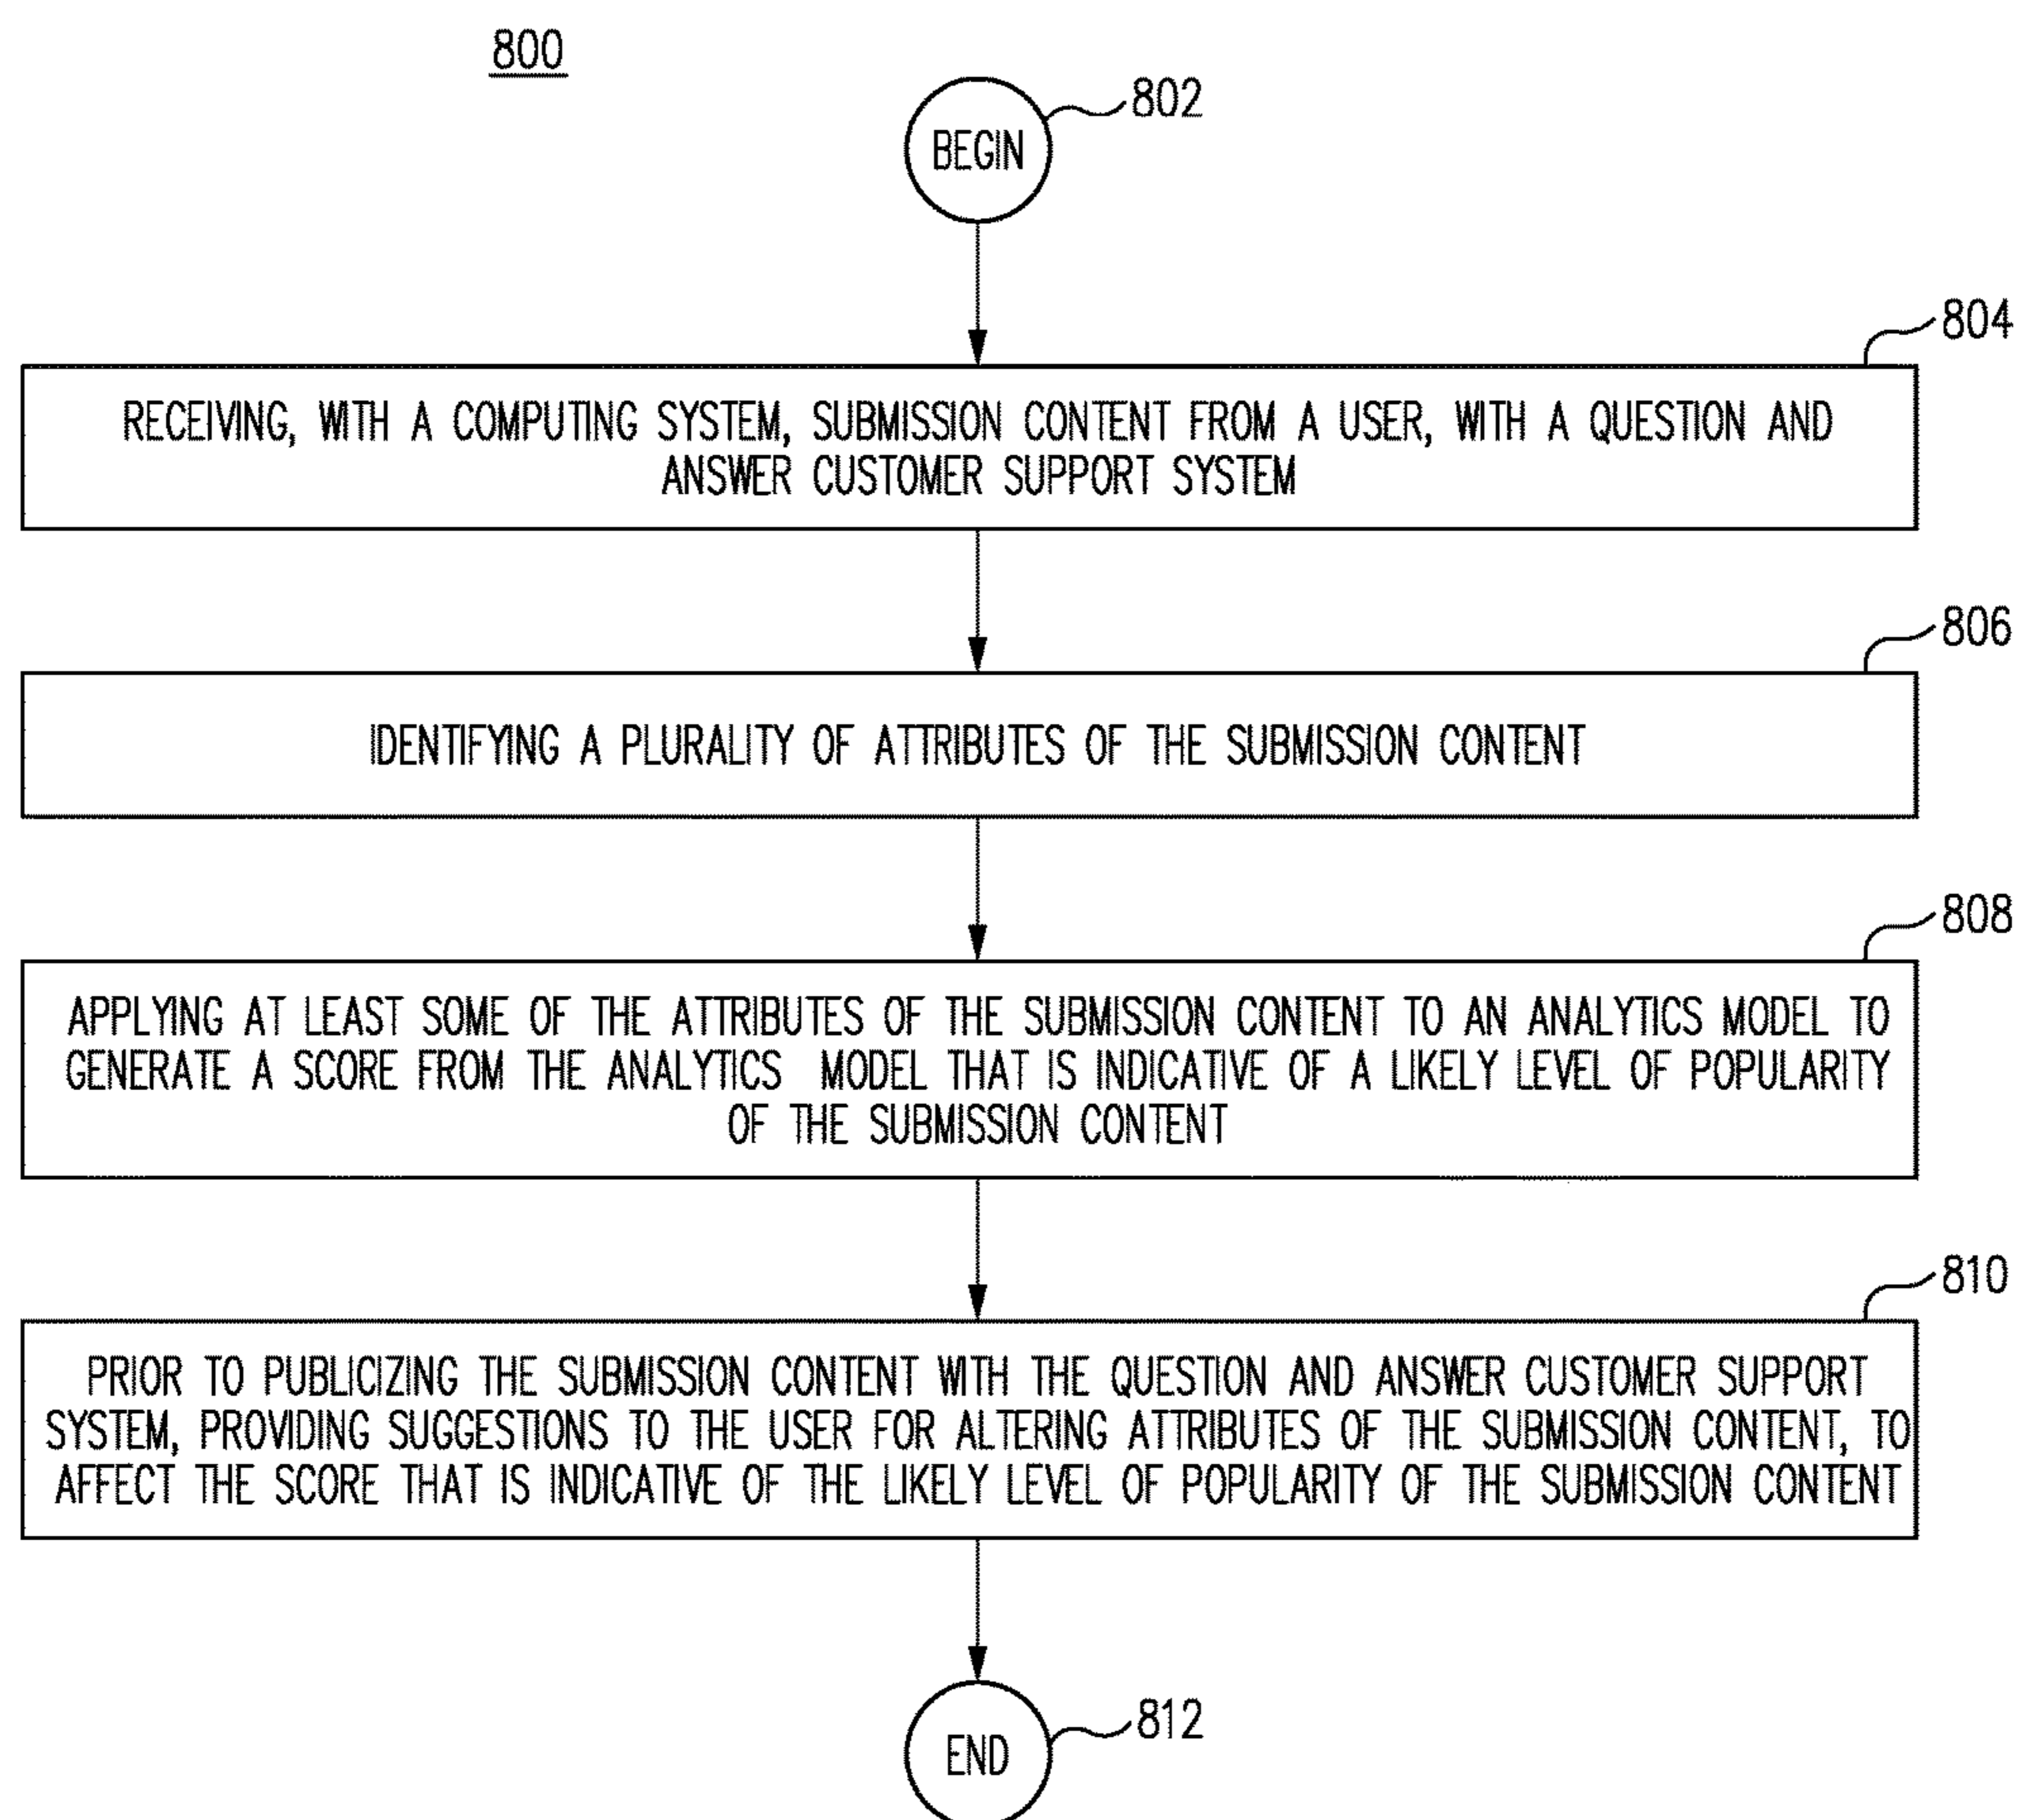 800
BEGIN
802
804
RECEIVING, WITH A COMPUTING SYSTEM, SUBMISSION CONTENT FROM A USER, WITH A QUESTION AND
ANSWER CUSTOMER SUPPORT SYSTEM
806
IDENTIFYING A PLURALITY OF ATTRIBUTES OF THE SUBMISSION CONTENT
808
APPLYING AT LEAST SOME OF THE ATTRIBUTES OF THE SUBMISSION CONTENT TO AN ANALYTICS MODEL TO
GENERATE A SCORE FROM THE ANALYTICS MODEL THAT IS INDICATIVE OF A LIKELY LEVEL OF POPULARITY
OF THE SUBMISSION CONTENT
810
PRIOR TO PUBLICIZING THE SUBMISSION CONTENT WITH THE QUESTION AND ANSWER CUSTOMER SUPPORT
SYSTEM, PROVIDING SUGGESTIONS TO THE USER FOR ALTERING ATTRIBUTES OF THE SUBMISSION CONTENT, TO
AFFECT THE SCORE THAT IS INDICATIVE OF THE LIKELY LEVEL OF POPULARITY OF THE SUBMISSION CONTENT
812
END